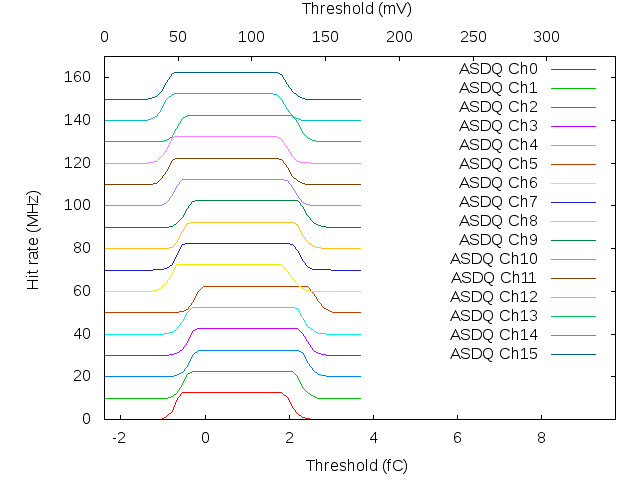 Threshold (mV)
0 50 100 150 200 250 300
160
140
120
100
80
60
40
20
0
Hit rate (MHz)
ASDQ Ch0
ASDQ Ch1
ASDQ Ch2
ASDQ Ch3
ASDQ Ch4
ASDQ Ch5
ASDQ Ch6
ASDQ Ch7
ASDQ Ch8
ASDQ Ch9
ASDQ Ch10
ASDQ Ch11
ASDQ Ch12
ASDQ Ch13
ASDQ Ch14
ASDQ Ch15
-2 0 2 4 6 8
Threshold (fC)